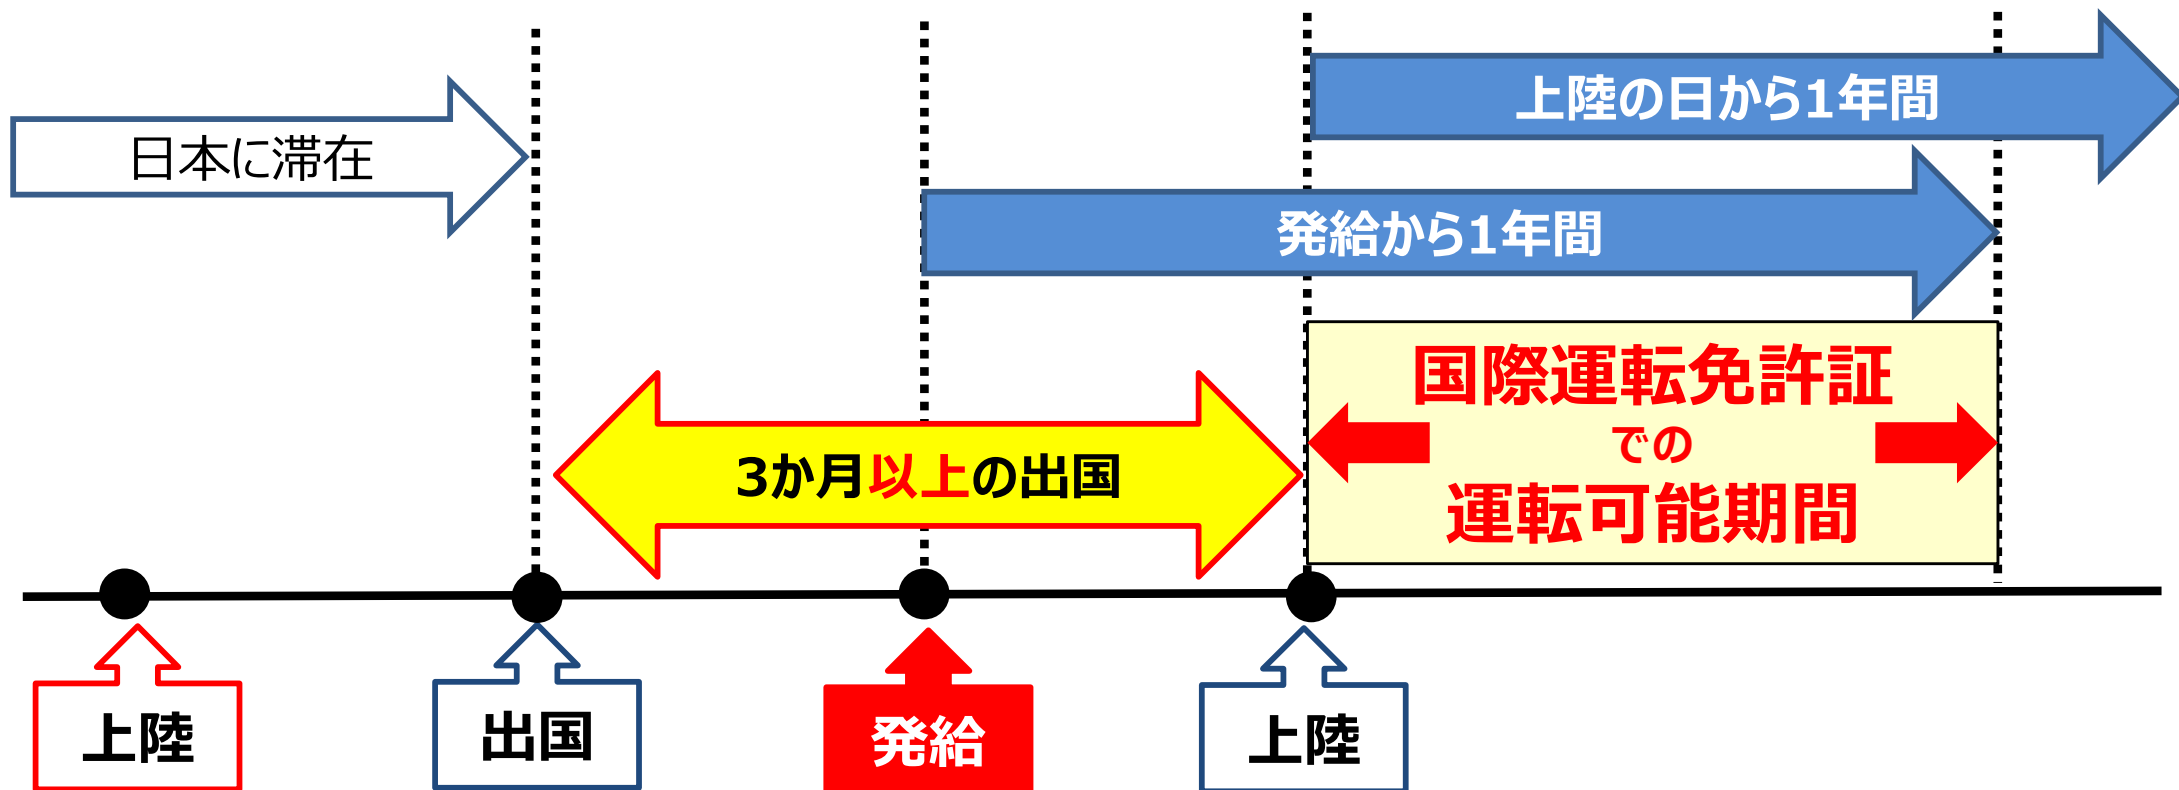 上陸の日から1年間
日本に滞在
発給から1年間
国際運転免許証
での
運転可能期間
3か月以上の出国
上陸
出国
発給
上陸